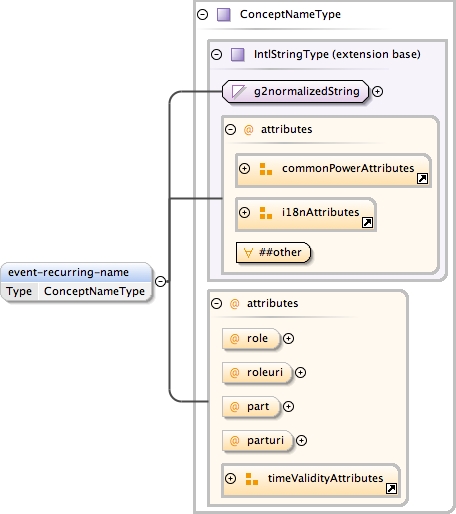 ConceptNameType
IntlStringType (extension base)
g2normalizedString
@ attributes
commonPowerAttributes
i18nAttributes
##other
event-recurring-name
Type ConceptNameType
@ attributes
@ role
@ roleuri
@ part
@ parturi
timeValidityAttributes